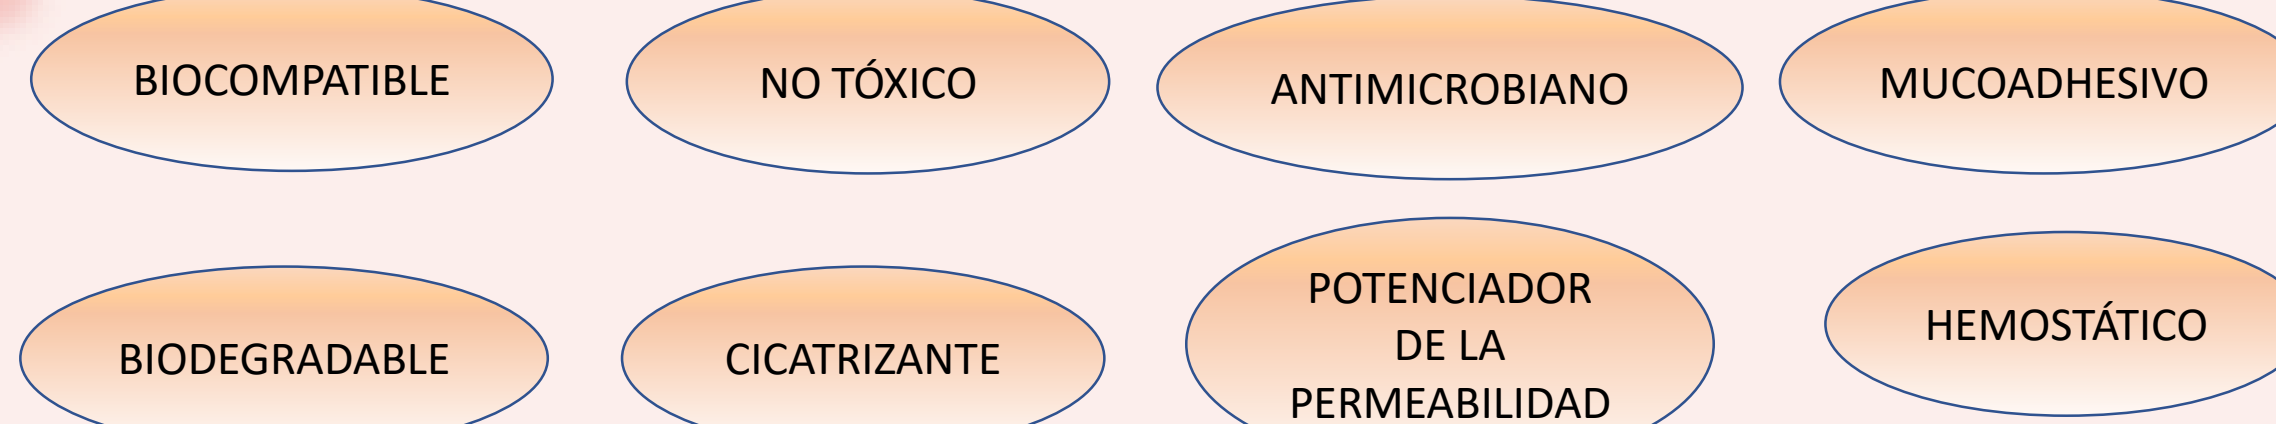 BIOCOMPATIBLE
NO TÓXICO
ANTIMICROBIANO
MUCOADHESIVO
BIODEGRADABLE
CICATRIZANTE
POTENCIADOR
DE LA
PERMEABILIDAD
HEMOSTÁTICO